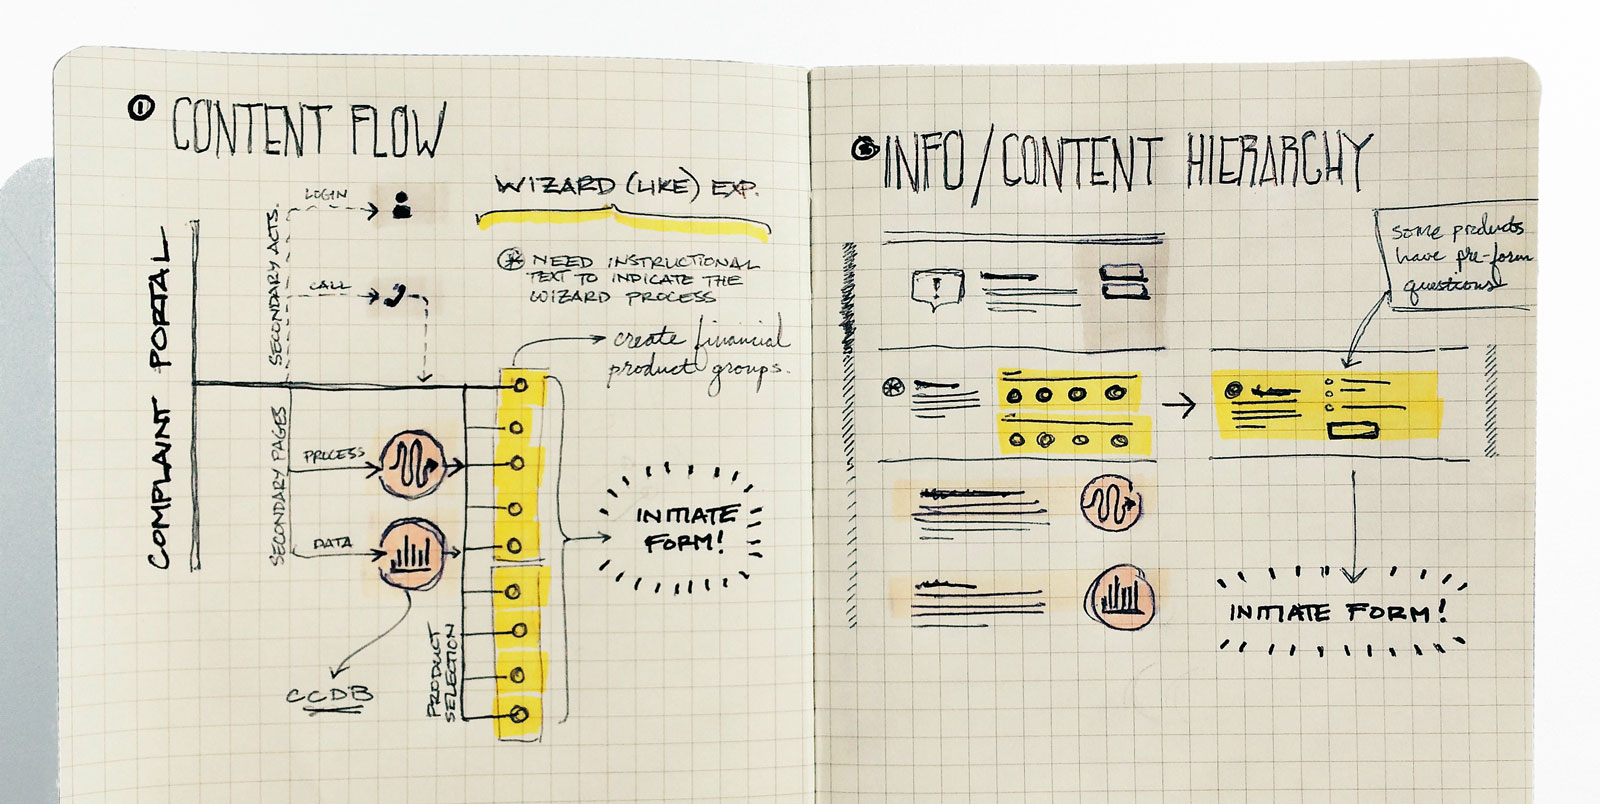 ① CONTENT FLOW
COMPLAINT PORTAL
SECONDARY ACTS.
LOGIN
CALL
WIZARD (LIKE) EXP.
✱ NEED INSTRUCTIONAL
TEXT TO INDICATE THE
WIZARD PROCESS
create financial
product groups.
SECONDARY PAGES
PROCESS
DATA
CCDB
PRODUCT
SELECTION
INITIATE
FORM!
INFO/CONTENT HIERARCHY
some products
have pre-form
questions
!
✱
INITIATE FORM!